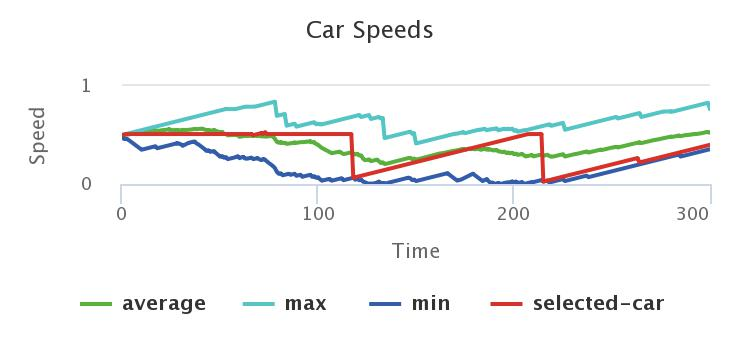 Car Speeds
1
Speed
0
0 100 200 300
Time
average max min selected-car